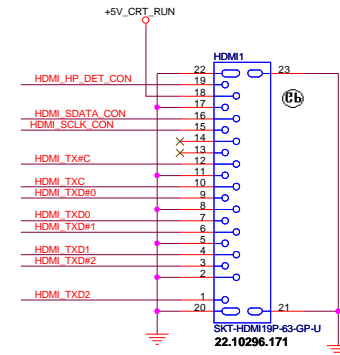 +5V_CRT_RUN
HDMI1
22
23
HDMI_HP_DET_CON
19
18
17
HDMI_SDATA_CON
16
HDMI_SCLK_CON
15
14
13
HDMI_TX#C
12
11
HDMI_TXC
10
HDMI_TXD#0
9
8
HDMI_TXD0
7
HDMI_TXD#1
6
5
HDMI_TXD1
4
HDMI_TXD#2
3
2
HDMI_TXD2
1
20
21
SKT-HDMI19P-63-GP-U
22.10296.171